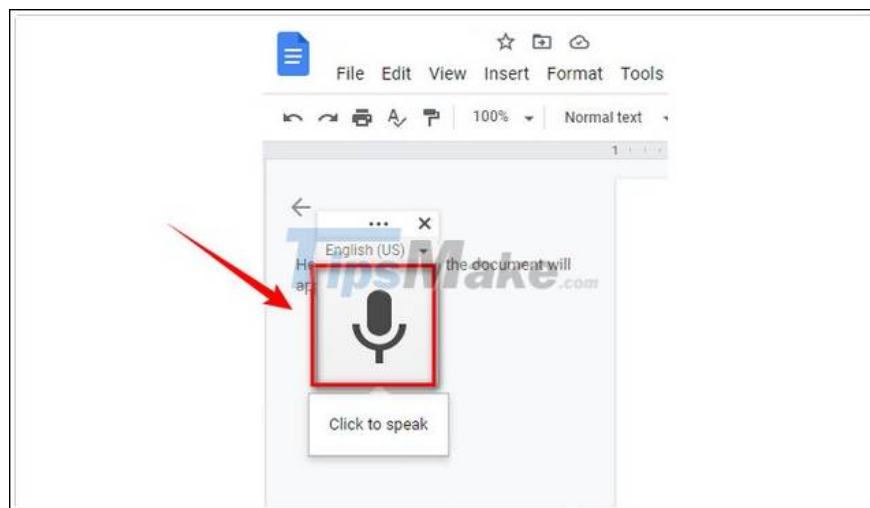 File Edit View Insert Format Tools
100% Normal text
1
English (US)
He the document will
ap
TipsMake.com
Click to speak